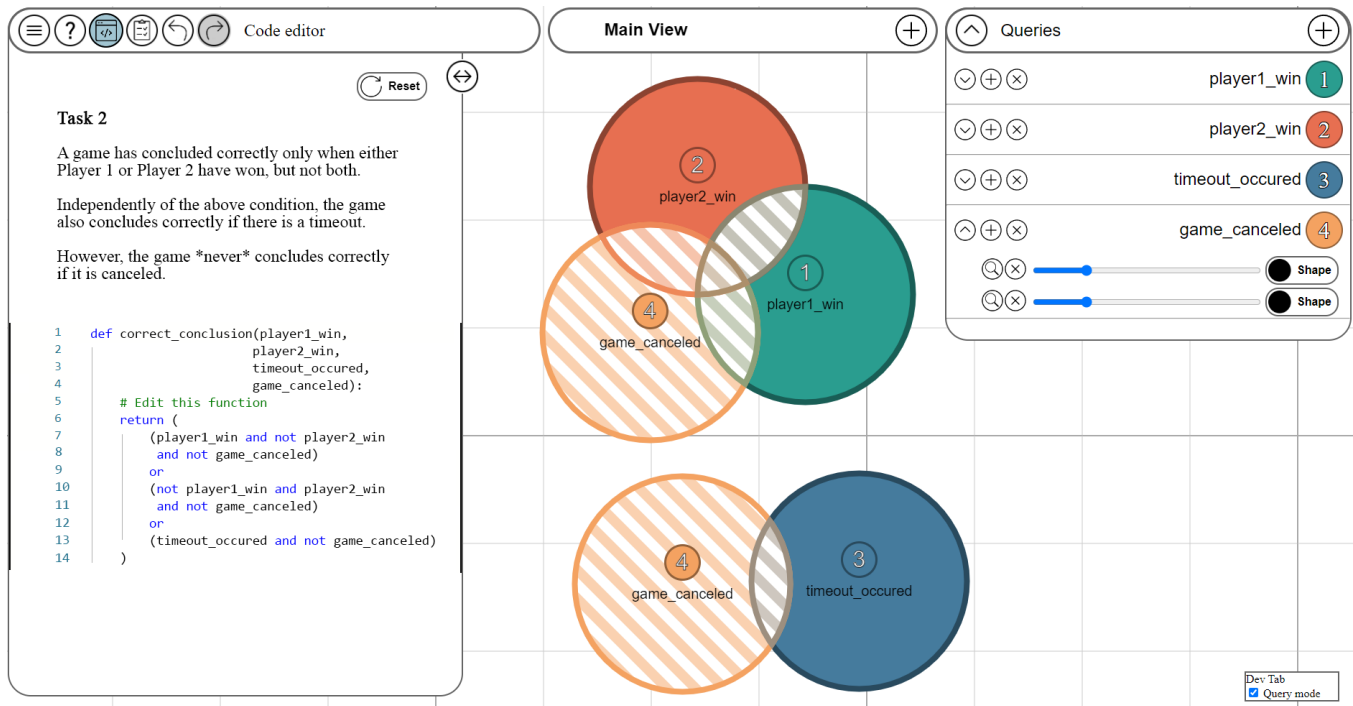 ? </> Code editor
Reset
Task 2
A game has concluded correctly only when either
Player 1 or Player 2 have won, but not both.
Independently of the above condition, the game
also concludes correctly if there is a timeout.
However, the game *never* concludes correctly
if it is canceled.
1 def correct_conclusion(player1_win,
2 player2_win,
3 timeout_occured,
4 game_canceled):
5 # Edit this function
6 return (
7 (player1_win and not player2_win
8 and not game_canceled)
9 or
10 (not player1_win and player2_win
11 and not game_canceled)
12 or
13 (timeout_occured and not game_canceled)
14 )
Main View
2
player2_win
1
player1_win
4
game_canceled
4
game_canceled
3
timeout_occured
Queries
player1_win 1
player2_win 2
timeout_occured 3
game_canceled 4
Shape
Shape
Dev Tab
Query mode